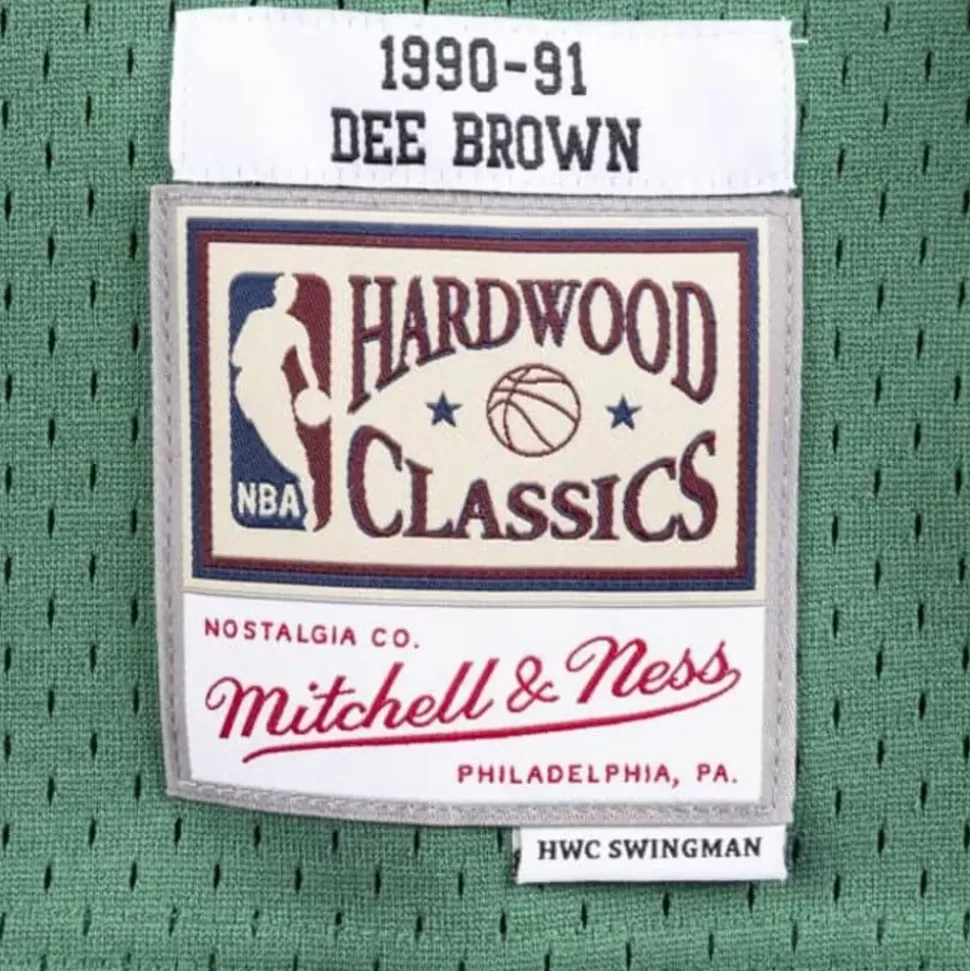 1990-91
DEE BROWN
HARDWOOD
CLASSICS
NBA
NOSTALGIA CO.
Mitchell & Ness
PHILADELPHIA, PA.
HWC SWINGMAN